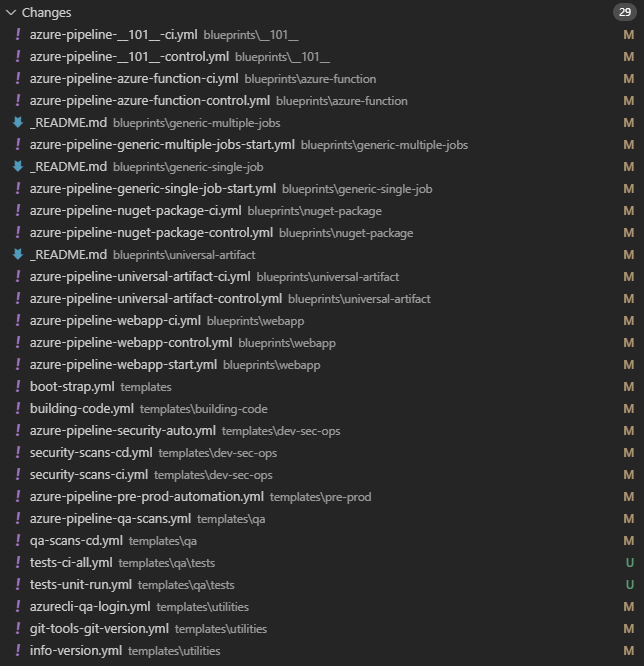 Changes 29
! azure-pipeline-__101__-ci.yml blueprints\__101__ M
! azure-pipeline-__101__-control.yml blueprints\__101__ M
! azure-pipeline-azure-function-ci.yml blueprints\azure-function M
! azure-pipeline-azure-function-control.yml blueprints\azure-function M
_README.md blueprints\generic-multiple-jobs M
! azure-pipeline-generic-multiple-jobs-start.yml blueprints\generic-multiple-jobs M
_README.md blueprints\generic-single-job M
! azure-pipeline-generic-single-job-start.yml blueprints\generic-single-job M
! azure-pipeline-nuget-package-ci.yml blueprints\nuget-package M
! azure-pipeline-nuget-package-control.yml blueprints\nuget-package M
_README.md blueprints\universal-artifact M
! azure-pipeline-universal-artifact-ci.yml blueprints\universal-artifact M
! azure-pipeline-universal-artifact-control.yml blueprints\universal-artifact M
! azure-pipeline-webapp-ci.yml blueprints\webapp M
! azure-pipeline-webapp-control.yml blueprints\webapp M
! azure-pipeline-webapp-start.yml blueprints\webapp M
! boot-strap.yml templates M
! building-code.yml templates\building-code M
! azure-pipeline-security-auto.yml templates\dev-sec-ops M
! security-scans-cd.yml templates\dev-sec-ops M
! security-scans-ci.yml templates\dev-sec-ops M
! azure-pipeline-pre-prod-automation.yml templates\pre-prod M
! azure-pipeline-qa-scans.yml templates\qa M
! qa-scans-cd.yml templates\qa M
! tests-ci-all.yml templates\qa\tests U
! tests-unit-run.yml templates\qa\tests U
! azurecli-qa-login.yml templates\utilities M
! git-tools-git-version.yml templates\utilities M
! info-version.yml templates\utilities M